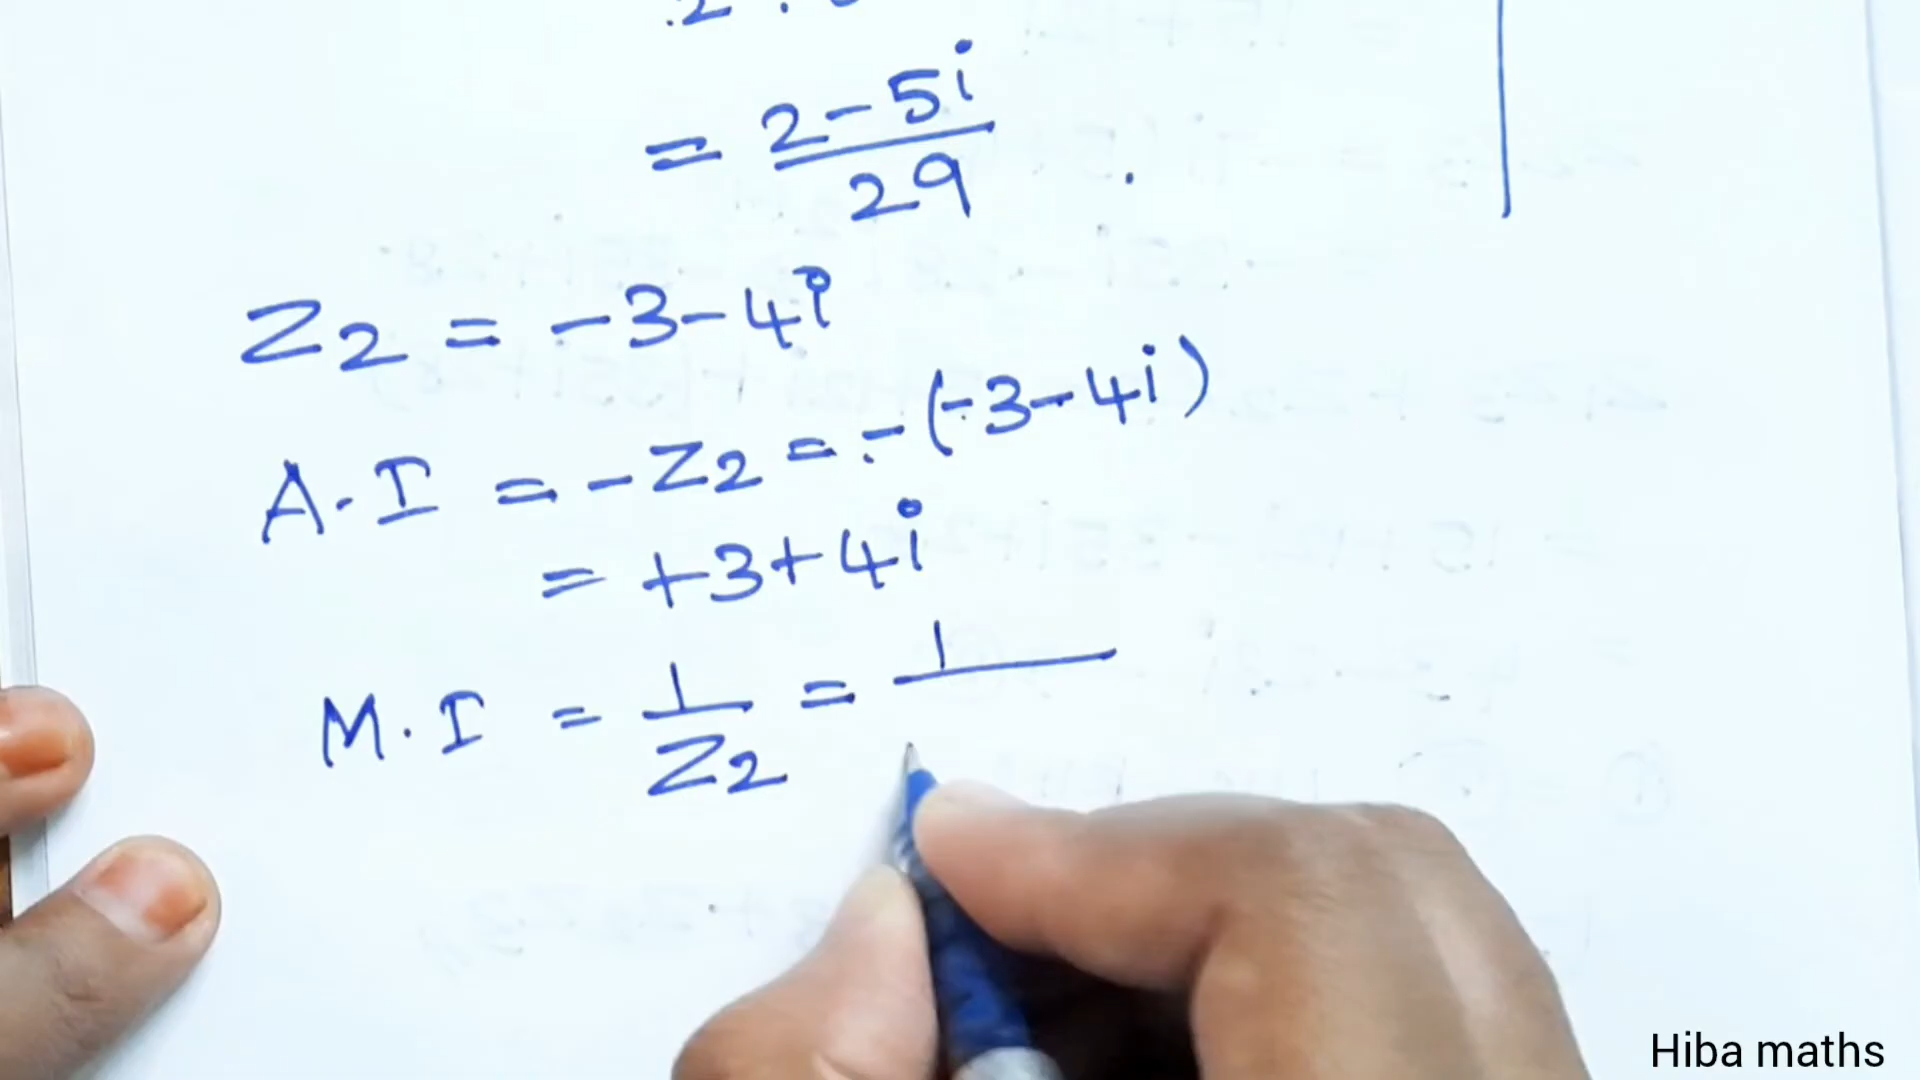 = 2-5i / 29
Z2 = -3-4i
A.I = -Z2 = -(-3-4i)
= +3+4i
M.I = 1/Z2 = 1/
Hiba maths